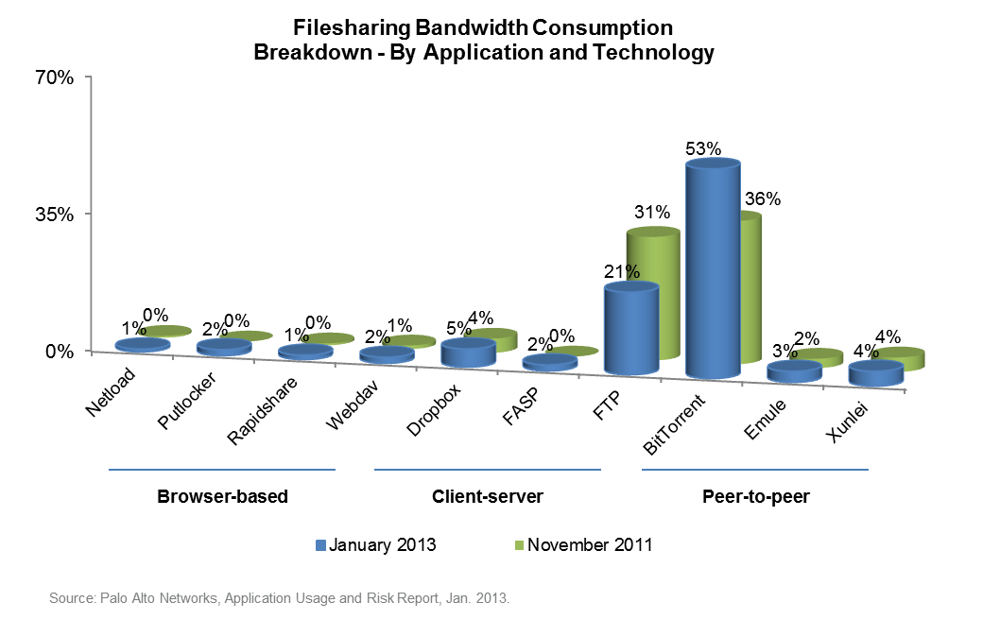 Filesharing Bandwidth Consumption
Breakdown - By Application and Technology
70%
35%
0%
1%
0%
2%
0%
1%
0%
2%
1%
5%
4%
2%
0%
21%
31%
53%
36%
3%
2%
4%
4%
Netload
Putlocker
Rapidshare
Webdav
Dropbox
FASP
FTP
BitTorrent
Emule
Xunlei
Browser-based
Client-server
Peer-to-peer
January 2013
November 2011
Source: Palo Alto Networks, Application Usage and Risk Report, Jan. 2013.